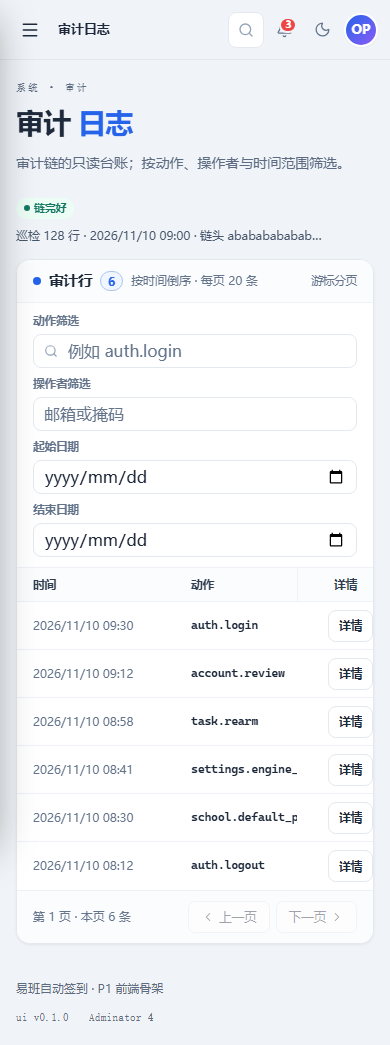 审计日志
3
OP
系统 · 审计
审计 日志
审计链的只读台账；按动作、操作者与时间范围筛选。
链完好
巡检 128 行 · 2026/11/10 09:00 · 链头 abababababab…
审计行 6 按时间倒序 · 每页 20 条 游标分页
动作筛选
例如 auth.login
操作者筛选
邮箱或掩码
起始日期
yyyy/mm/dd
结束日期
yyyy/mm/dd
时间 动作 详情
2026/11/10 09:30 auth.login 详情
2026/11/10 09:12 account.review 详情
2026/11/10 08:58 task.rearm 详情
2026/11/10 08:41 settings.engine_ 详情
2026/11/10 08:30 school.default_p 详情
2026/11/10 08:12 auth.logout 详情
第 1 页 · 本页 6 条 上一页 下一页
易班自动签到 · P1 前端骨架
ui v0.1.0 Adminator 4